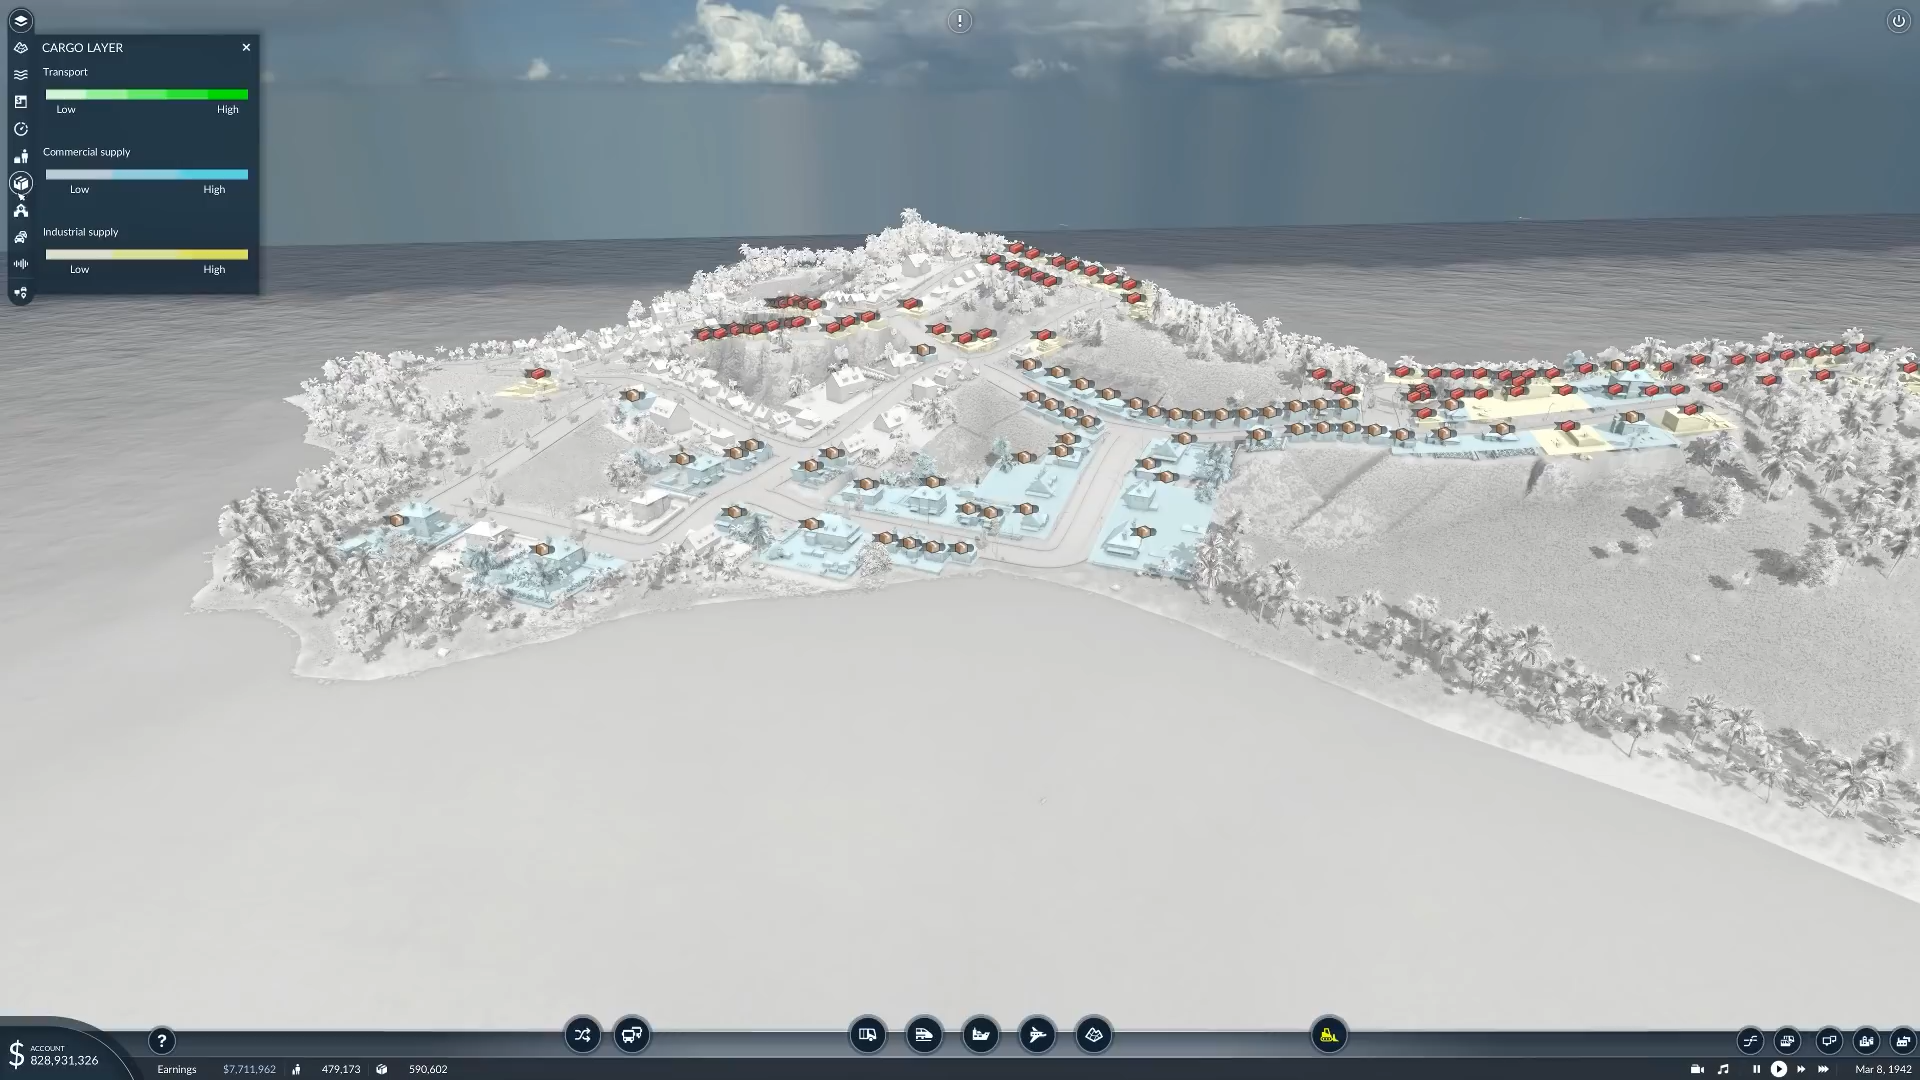 CARGO LAYER
Transport
Low High
Commercial supply
Low High
Industrial supply
Low High
!
?
$ ACCOUNT
828,931,326
Earnings $7,711,962 479,173 590,602
Mar 8, 1942